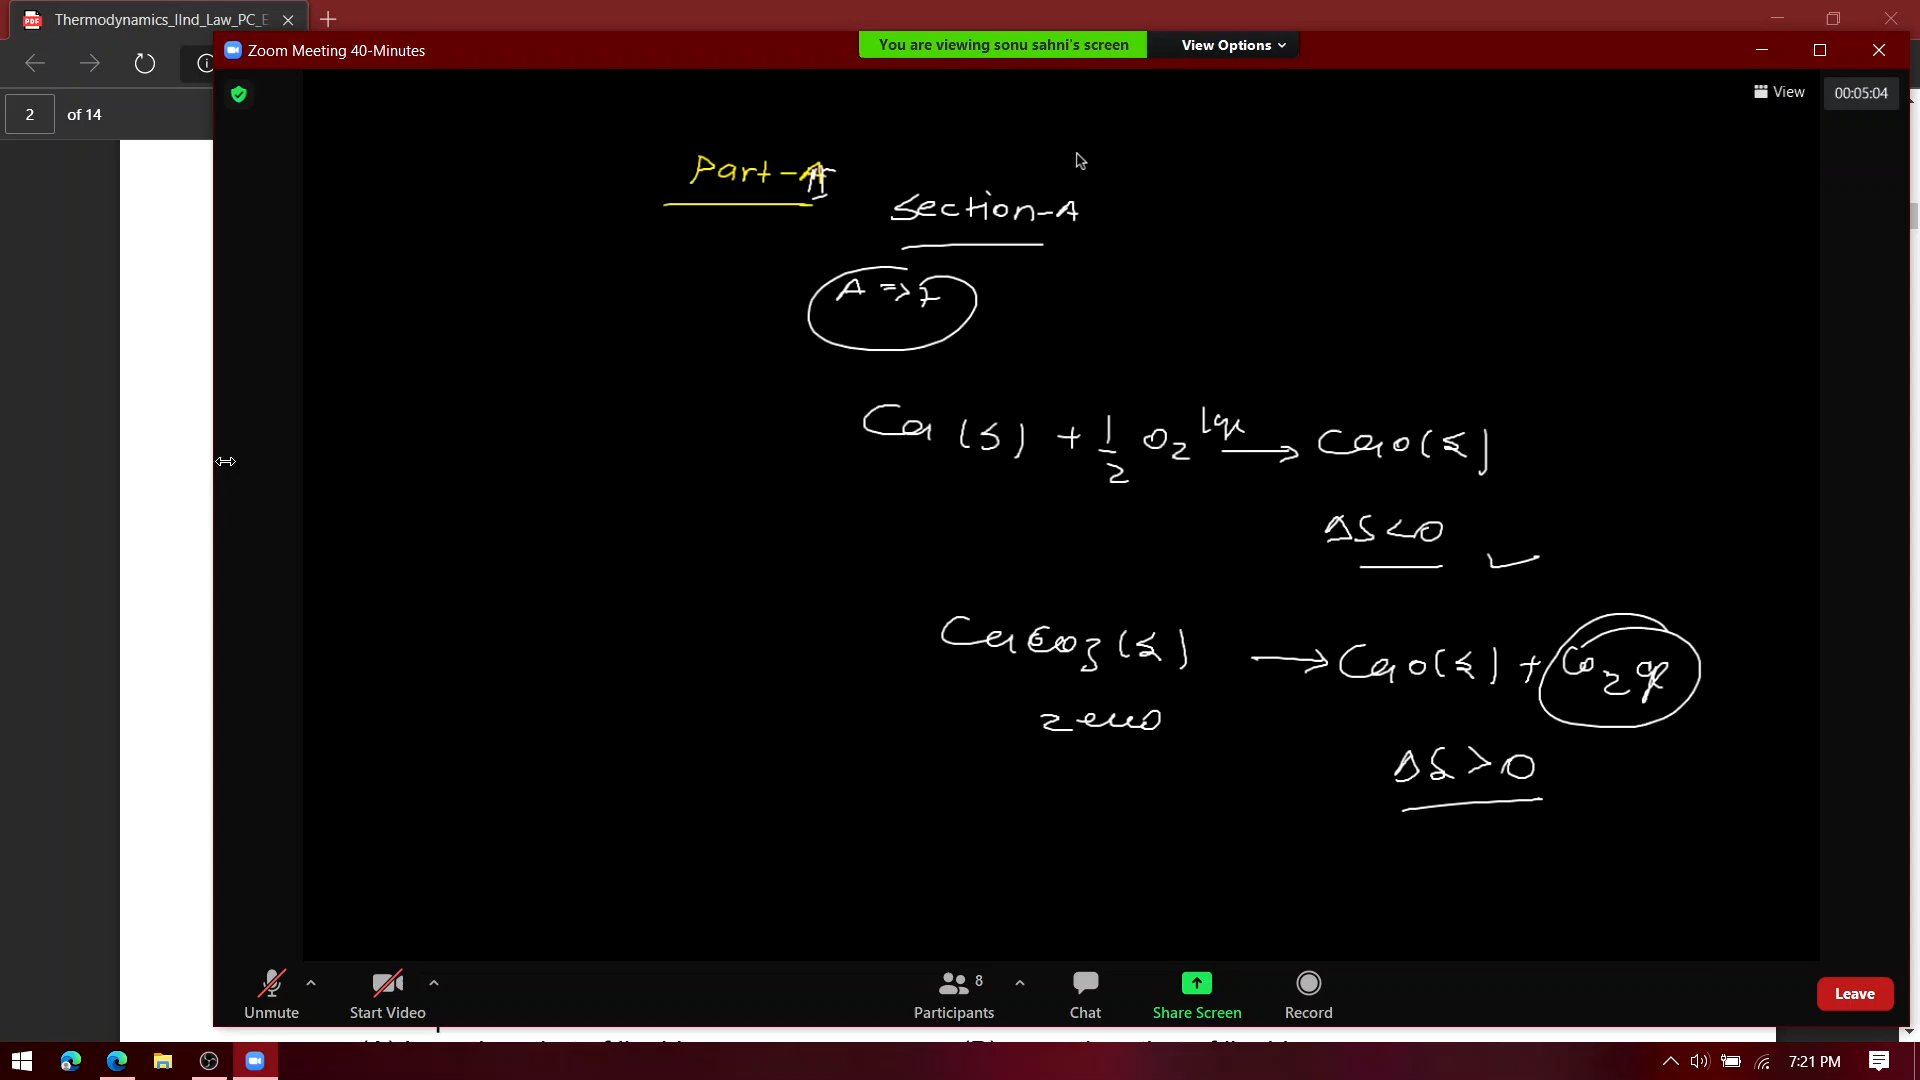 Thermodynamics_IInd_Law_PC_E
Zoom Meeting 40-Minutes
You are viewing sonu sahni's screen
View Options
2 of 14
View
00:05:04
Part-
Section-A
A => 7
Ca (s) + 1/2 O2 (g) → CaO(s)
ΔS<0
CaCO3(s) → CaO(s) + CO2 g
zero
ΔS>0
Unmute
Start Video
Participants
8
Chat
Share Screen
Record
Leave
7:21 PM